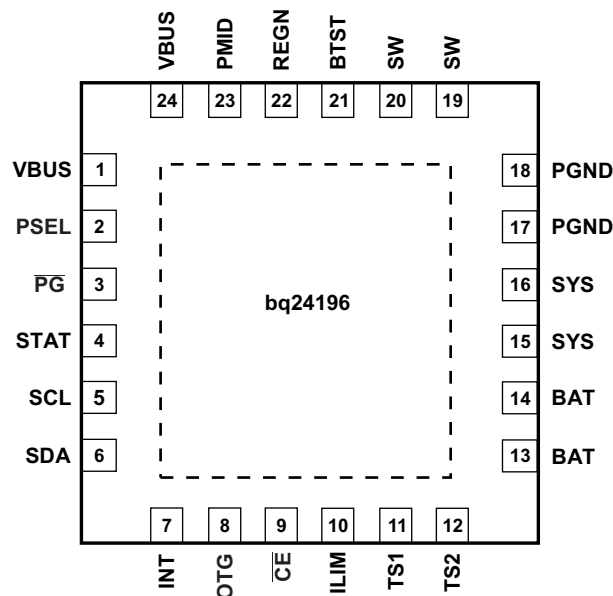 VBUS PMID REGN BTST SW SW
24 23 22 21 20 19
VBUS 1 18 PGND
PSEL 2 17 PGND
P̅G̅ 3 16 SYS
bq24196
STAT 4 15 SYS
SCL 5 14 BAT
SDA 6 13 BAT
7 8 9 10 11 12
INT OTG C̅E̅ ILIM TS1 TS2